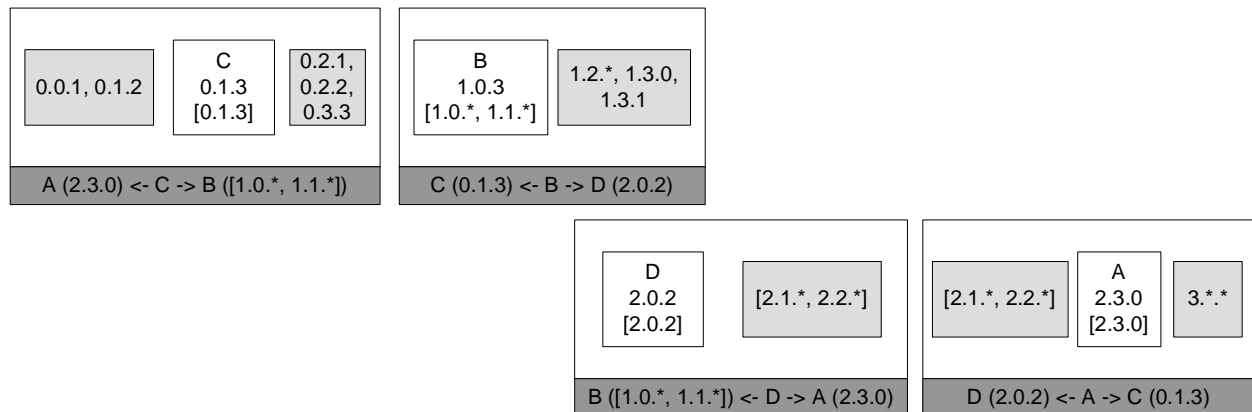 0.0.1, 0.1.2
C
0.1.3
[0.1.3]
0.2.1,
0.2.2,
0.3.3
A (2.3.0) <- C -> B ([1.0.*, 1.1.*])
B
1.0.3
[1.0.*, 1.1.*]
1.2.*, 1.3.0,
1.3.1
C (0.1.3) <- B -> D (2.0.2)
D
2.0.2
[2.0.2]
[2.1.*, 2.2.*]
B ([1.0.*, 1.1.*]) <- D -> A (2.3.0)
[2.1.*, 2.2.*]
A
2.3.0
[2.3.0]
3.*.*
D (2.0.2) <- A -> C (0.1.3)